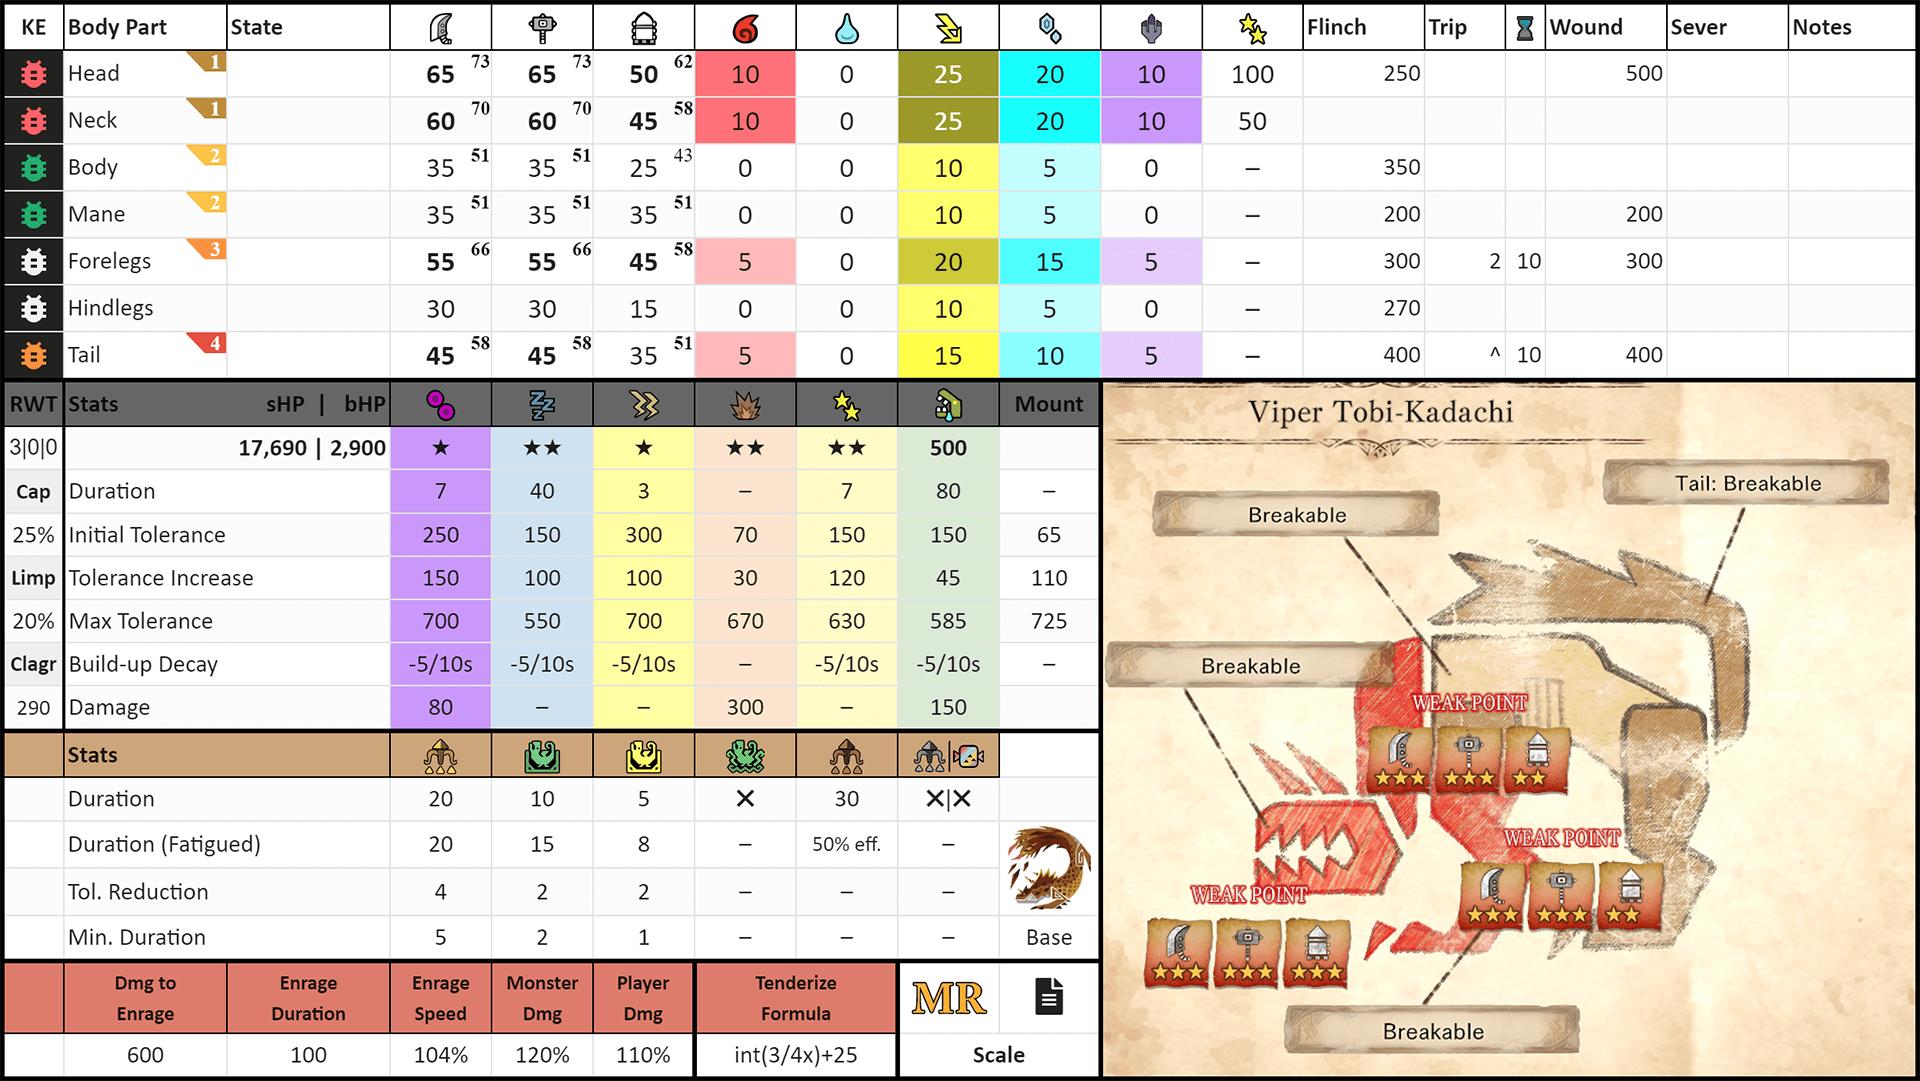 KE Body Part State Flinch Trip Wound Sever Notes
Head 1 65 73 65 73 50 62 10 0 25 20 10 100 250 500
Neck 1 60 70 60 70 45 58 10 0 25 20 10 50
Body 2 35 51 35 51 25 43 0 0 10 5 0 – 350
Mane 2 35 51 35 51 35 51 0 0 10 5 0 – 200 200
Forelegs 3 55 66 55 66 45 58 5 0 20 15 5 – 300 2 10 300
Hindlegs 30 30 15 0 0 10 5 0 – 270
Tail 4 45 58 45 58 35 51 5 0 15 10 5 – 400 ^ 10 400
RWT Stats sHP | bHP Mount
3|0|0 17,690 | 2,900 ★ ★★ ★ ★★ ★★ 500
Cap Duration 7 40 3 – 7 80 –
25% Initial Tolerance 250 150 300 70 150 150 65
Limp Tolerance Increase 150 100 100 30 120 45 110
20% Max Tolerance 700 550 700 670 630 585 725
Clagr Build-up Decay -5/10s -5/10s -5/10s – -5/10s -5/10s –
290 Damage 80 – – 300 – 150
Stats
Duration 20 10 5 ✕ 30 ✕|✕
Duration (Fatigued) 20 15 8 – 50% eff. –
Tol. Reduction 4 2 2 – – –
Min. Duration 5 2 1 – – – Base
Dmg to Enrage Enrage Duration Enrage Speed Monster Dmg Player Dmg Tenderize Formula MR
600 100 104% 120% 110% int(3/4x)+25 Scale
Viper Tobi-Kadachi
Tail: Breakable
Breakable
Breakable
WEAK POINT
WEAK POINT
WEAK POINT
Breakable